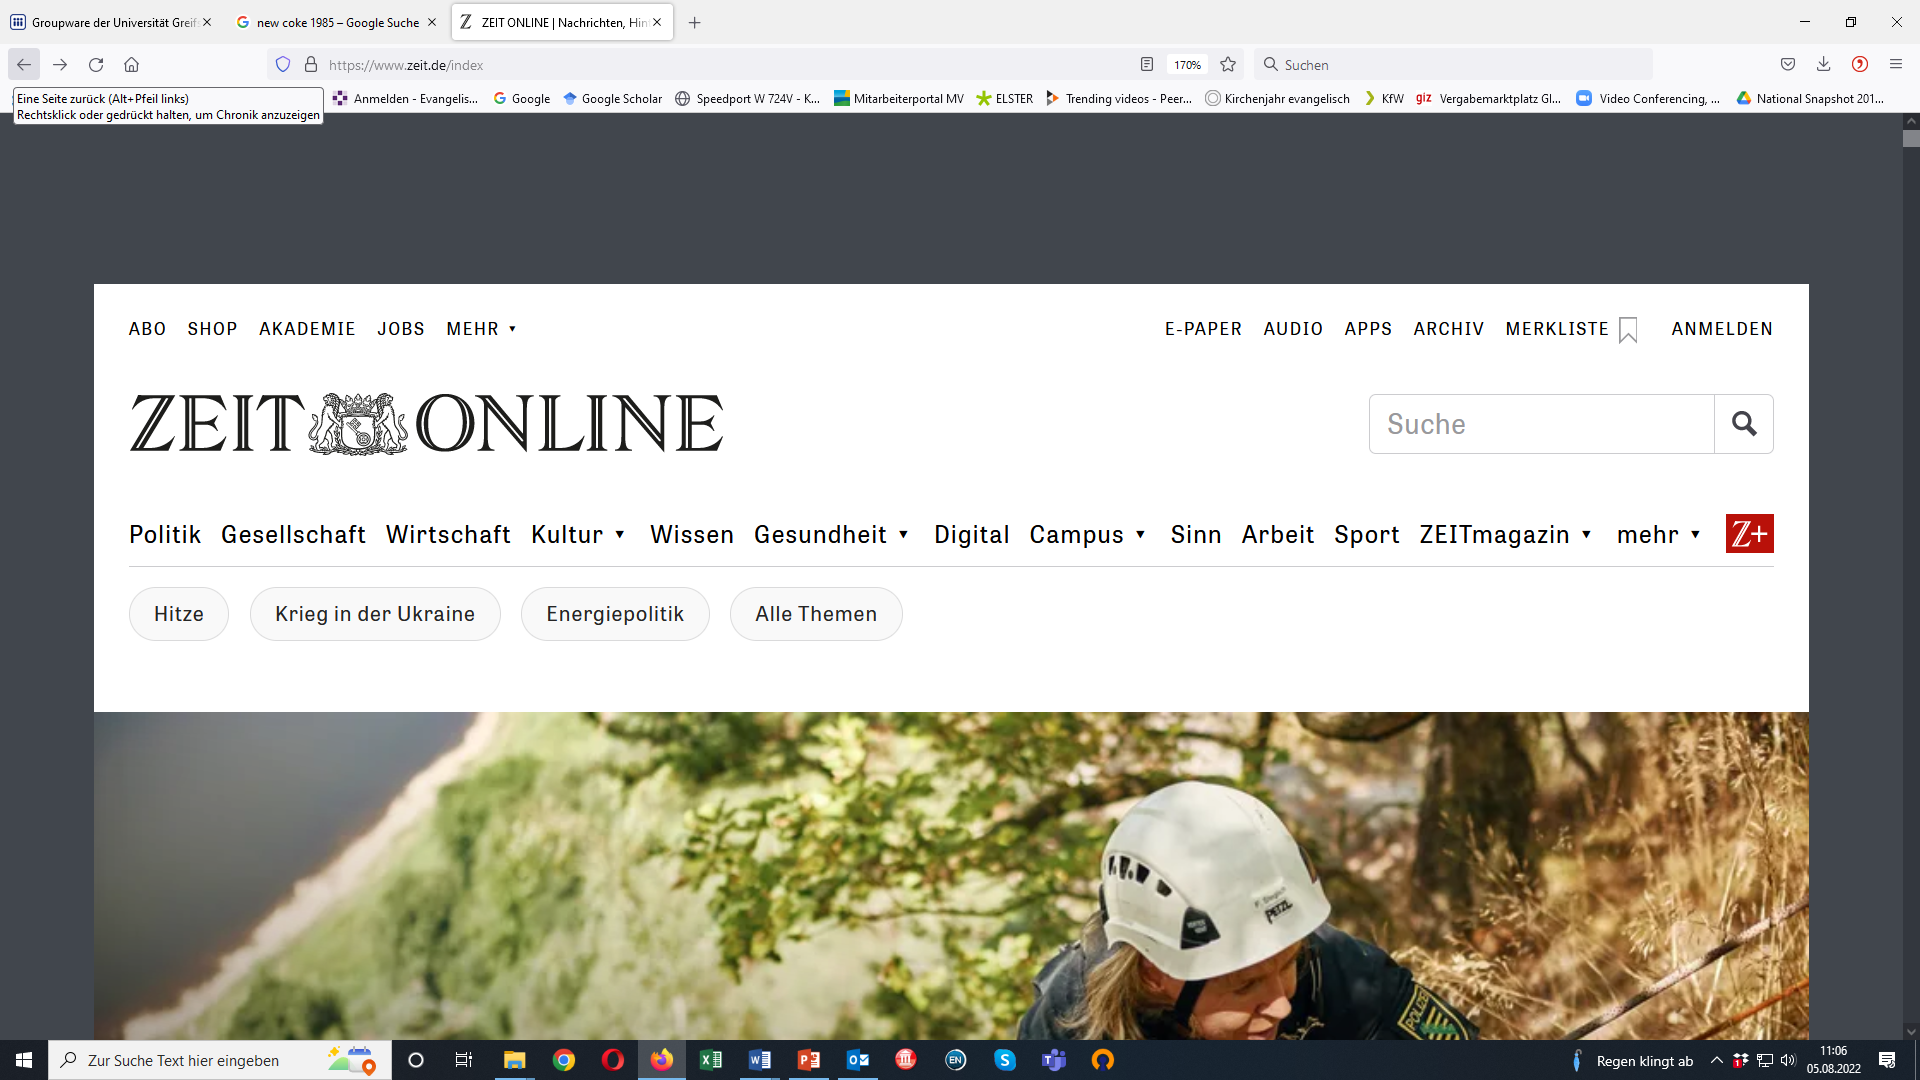 Groupware der Universität Greifs
new coke 1985 – Google Suche
ZEIT ONLINE | Nachrichten, Hin
https://www.zeit.de/index
170%
Suchen
Eine Seite zurück (Alt+Pfeil links)
Rechtsklick oder gedrückt halten, um Chronik anzuzeigen
Anmelden - Evangelis...
Google
Google Scholar
Speedport W 724V - K...
Mitarbeiterportal MV
ELSTER
Trending videos - Peer...
Kirchenjahr evangelisch
KfW
giz Vergabemarktplatz GI...
Video Conferencing, ...
National Snapshot 201...
ABO SHOP AKADEMIE JOBS MEHR
E-PAPER AUDIO APPS ARCHIV MERKLISTE ANMELDEN
ZEIT ONLINE
Suche
Politik Gesellschaft Wirtschaft Kultur Wissen Gesundheit Digital Campus Sinn Arbeit Sport ZEITmagazin mehr Z+
Hitze Krieg in der Ukraine Energiepolitik Alle Themen
PETZL
POLIZEI
Zur Suche Text hier eingeben
EN
Regen klingt ab
11:06
05.08.2022